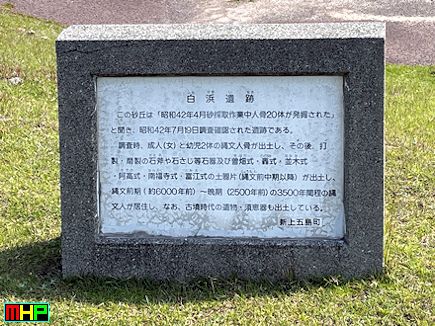 白浜遺跡
この砂丘は「昭和42年4月砂採取作業中人骨20体が発掘された」
と聞き、昭和42年7月19日調査確認された遺跡である。
調査時、成人(女)と幼児2体の縄文人骨が出土し、その後、打
製・磨製の石斧や石さじ等石器及び曽畑式・轟式・並木式
・阿高式・南福寺式・富江式の土器片(縄文前中期以降)が出土し、
縄文前期(約6000年前)〜晩期(2500年前)の3500年間程の縄
文人が居住し、なお、古墳時代の遺物・須恵器も出土している。
新上五島町
MHP